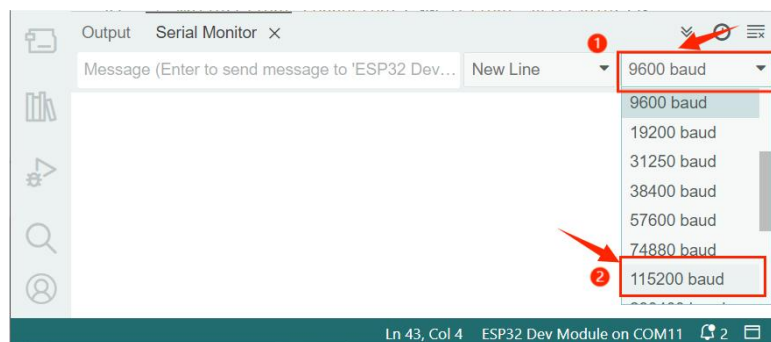 Output Serial Monitor ×
1
Message (Enter to send message to 'ESP32 Dev... New Line 9600 baud
9600 baud
19200 baud
31250 baud
38400 baud
57600 baud
74880 baud
2 115200 baud
Ln 43, Col 4 ESP32 Dev Module on COM11 2